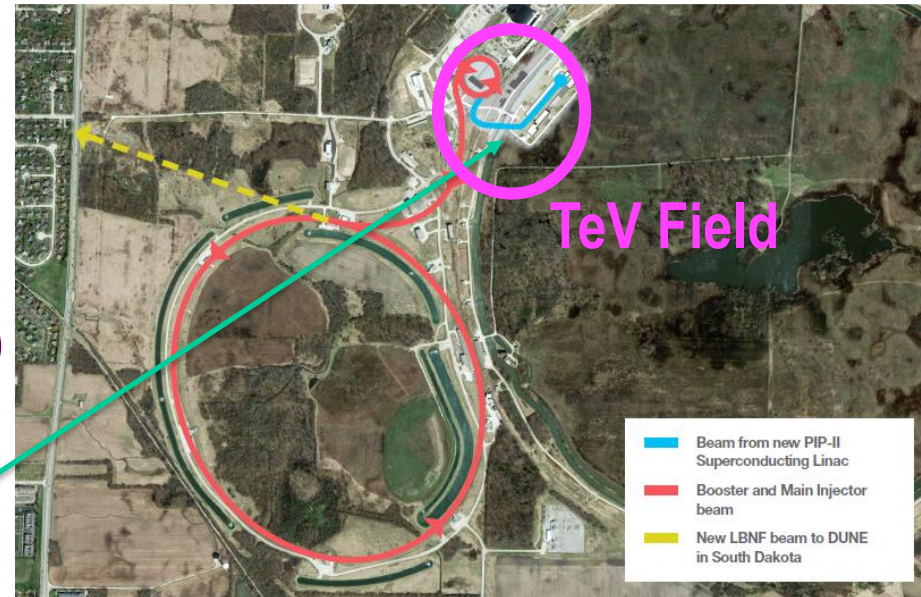 TeV Field
Beam from new PIP-II
Superconducting Linac
Booster and Main Injector
beam
New LBNF beam to DUNE
in South Dakota